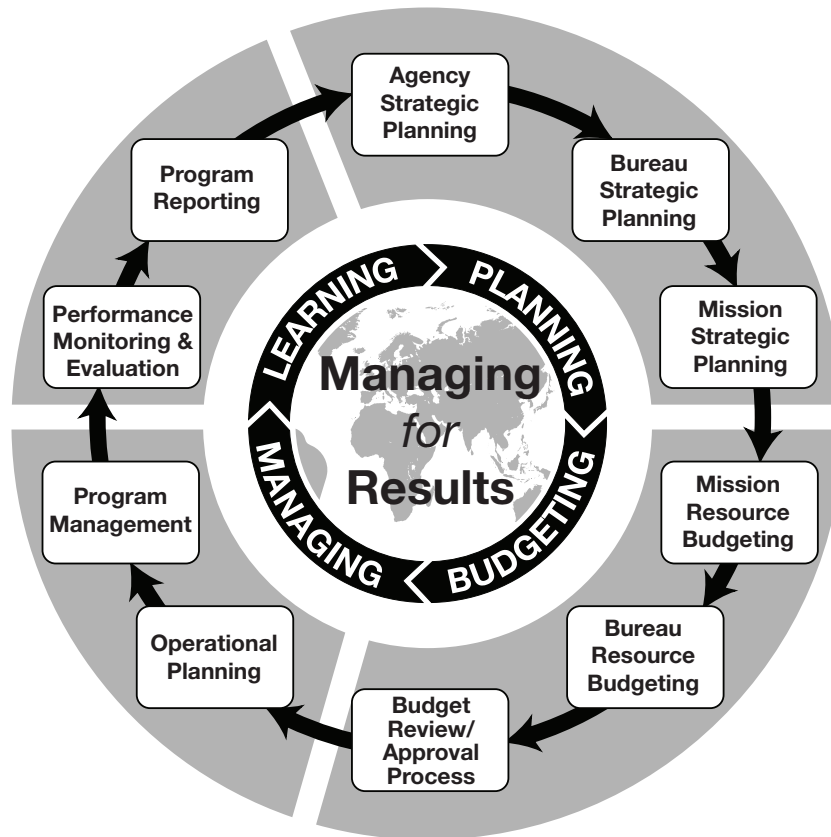 Agency
Strategic
Planning
Bureau
Strategic
Planning
Mission
Strategic
Planning
Mission
Resource
Budgeting
Bureau
Resource
Budgeting
Budget
Review/
Approval
Process
Operational
Planning
Program
Management
Performance
Monitoring &
Evaluation
Program
Reporting
LEARNING
PLANNING
BUDGETING
MANAGING
Managing
for
Results